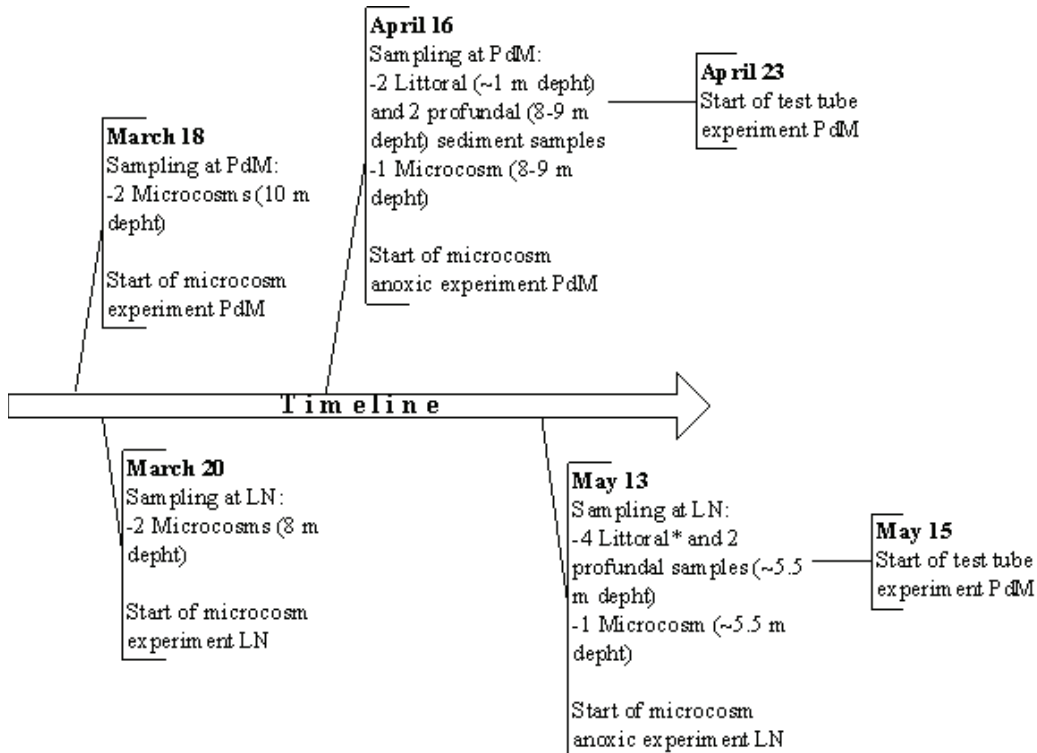 April 16
Sampling at PdM:
-2 Littoral (~1 m depht)
and 2 profundal (8-9 m
depht) sediment samples
-1 Microcosm (8-9 m
depht)
Start of microcosm
anoxic experiment PdM
April 23
Start of test tube
experiment PdM
March 18
Sampling at PdM:
-2 Microcosms (10 m
depht)
Start of microcosm
experiment PdM
Timeline
March 20
Sampling at LN:
-2 Microcosms (8 m
depht)
Start of microcosm
experiment LN
May 13
Sampling at LN:
-4 Littoral* and 2
profundal samples (~5.5
m depht)
-1 Microcosm (~5.5 m
depht)
Start of microcosm
anoxic experiment LN
May 15
Start of test tube
experiment PdM